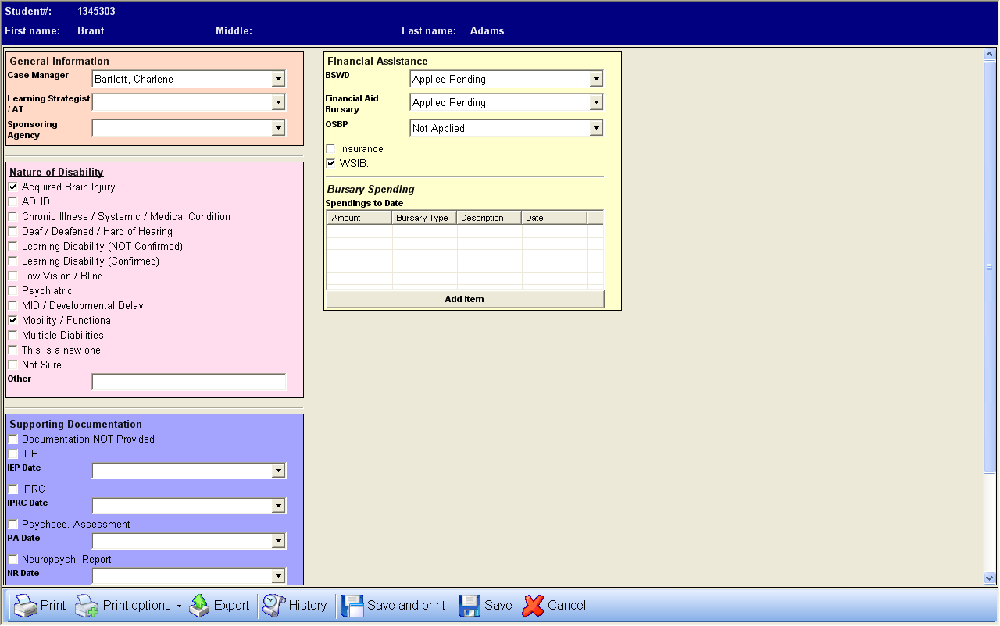 Student#: 1345303
First name: Brant Middle: Last name: Adams
General Information
Case Manager Bartlett, Charlene
Learning Strategist
/ AT
Sponsoring
Agency
Nature of Disability
Acquired Brain Injury
ADHD
Chronic Illness / Systemic / Medical Condition
Deaf / Deafened / Hard of Hearing
Learning Disability (NOT Confirmed)
Learning Disability (Confirmed)
Low Vision / Blind
Psychiatric
MID / Developmental Delay
Mobility / Functional
Multiple Diabilities
This is a new one
Not Sure
Other
Supporting Documentation
Documentation NOT Provided
IEP
IEP Date
IPRC
IPRC Date
Psychoed. Assessment
PA Date
Neuropsych. Report
NR Date
Financial Assistance
BSWD Applied Pending
Financial Aid Applied Pending
Bursary
OSBP Not Applied
Insurance
WSIB:
Bursary Spending
Spendings to Date
Amount Bursary Type Description Date_
Add Item
Print Print options Export History Save and print Save Cancel